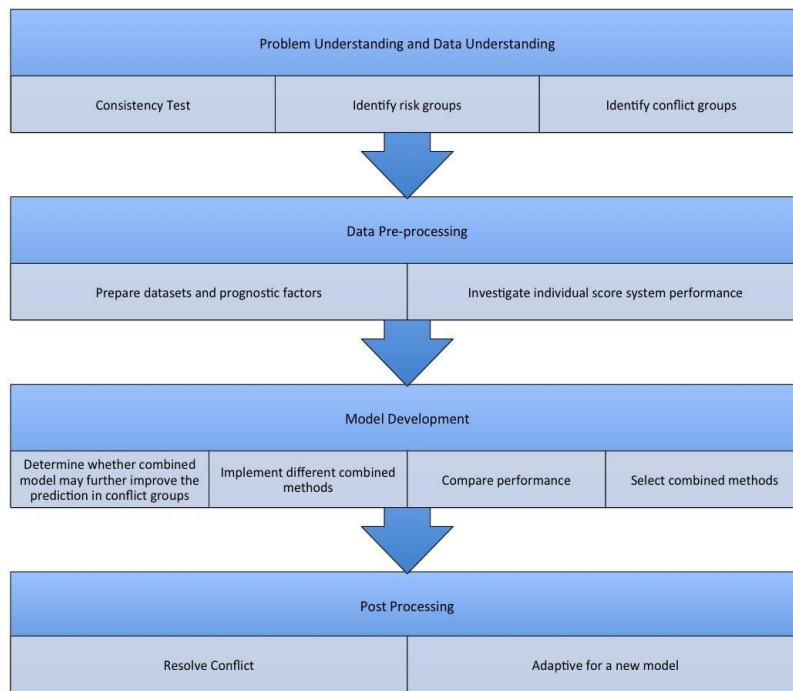 Problem Understanding and Data Understanding
Consistency Test
Identify risk groups
Identify conflict groups
Data Pre-processing
Prepare datasets and prognostic factors
Investigate individual score system performance
Model Development
Determine whether combined
model may further improve the
prediction in conflict groups
Implement different combined
methods
Compare performance
Select combined methods
Post Processing
Resolve Conflict
Adaptive for a new model